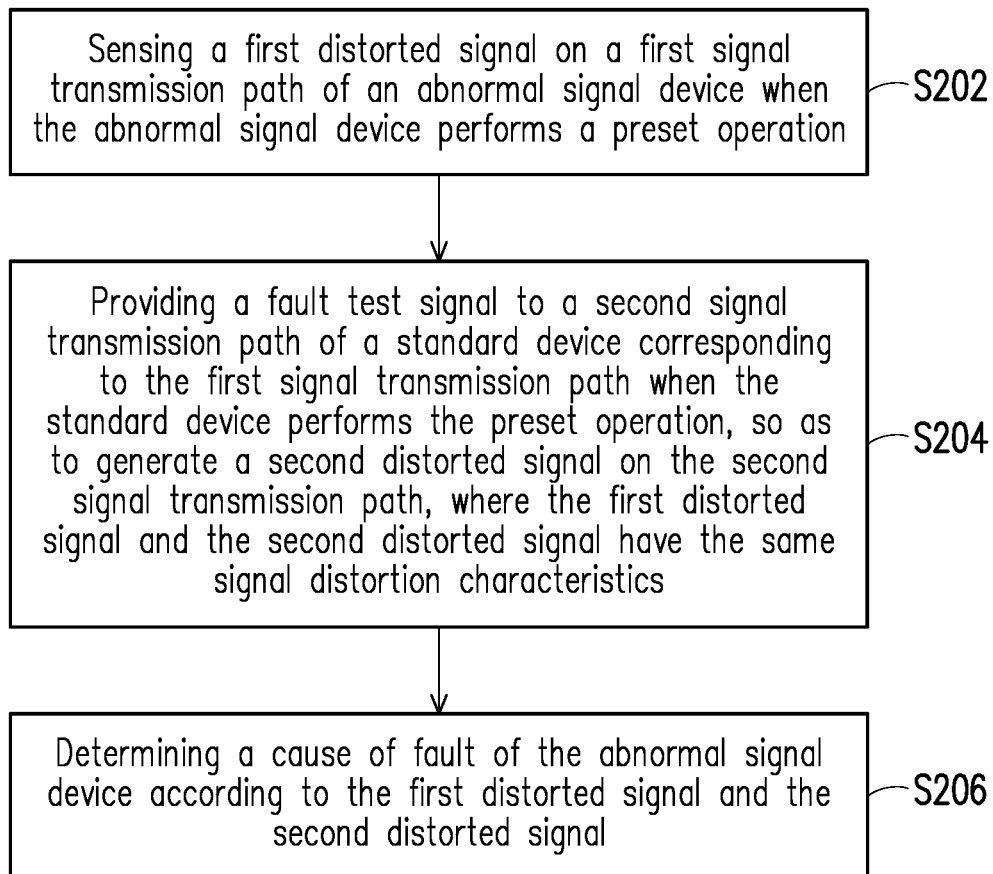 Sensing a first distorted signal on a first signal
transmission path of an abnormal signal device when
the abnormal signal device performs a preset operation
S202
Providing a fault test signal to a second signal
transmission path of a standard device corresponding
to the first signal transmission path when the
standard device performs the preset operation, so as
to generate a second distorted signal on the second
signal transmission path, where the first distorted
signal and the second distorted signal have the same
signal distortion characteristics
S204
Determining a cause of fault of the abnormal signal
device according to the first distorted signal and the
second distorted signal
S206